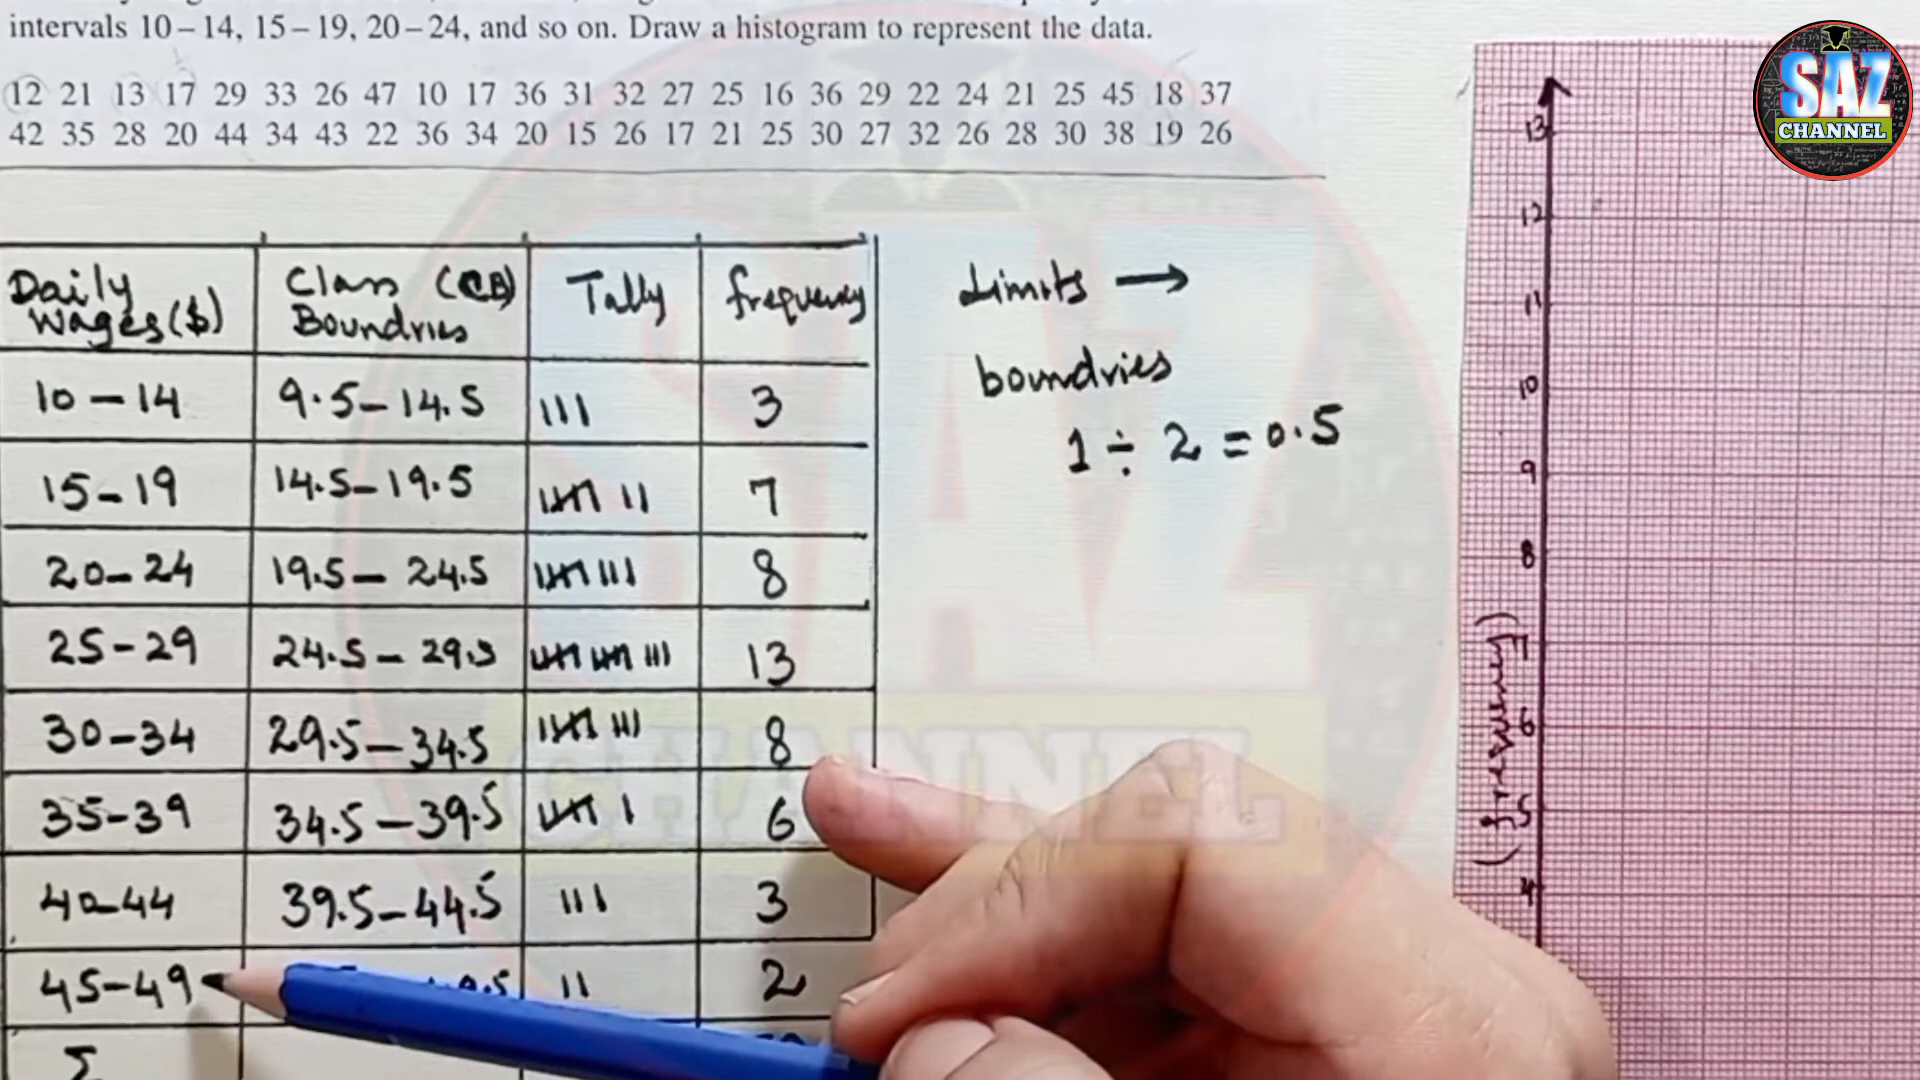 intervals 10–14, 15–19, 20–24, and so on. Draw a histogram to represent the data.
12 21 13 17 29 33 26 47 10 17 36 31 32 27 25 16 36 29 22 24 21 25 45 18 37
42 35 28 20 44 34 43 22 36 34 20 15 26 17 21 25 30 27 32 26 28 30 38 19 26
SAZ
CHANNEL
Daily Wages ($) Class (CB) Boundries Tally frequency
10–14 9.5–14.5 3
15–19 14.5–19.5 7
20–24 19.5–24.5 8
25–29 24.5–29.5 13
30–34 29.5–34.5 8
35–39 34.5–39.5 6
40–44 39.5–44.5 3
45–49 2
Σ
Limits →
boundries
1 ÷ 2 = 0.5
13
12
11
10
9
8
7
6
5
4
(frequency)
SAZ
CHANNEL